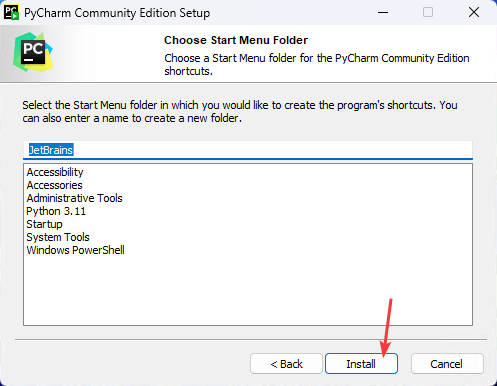 PyCharm Community Edition Setup
PC
Choose Start Menu Folder
Choose a Start Menu folder for the PyCharm Community Edition
shortcuts.
Select the Start Menu folder in which you would like to create the program's shortcuts. You
can also enter a name to create a new folder.
JetBrains
Accessibility
Accessories
Administrative Tools
Python 3.11
Startup
System Tools
Windows PowerShell
< Back
Install
Cancel